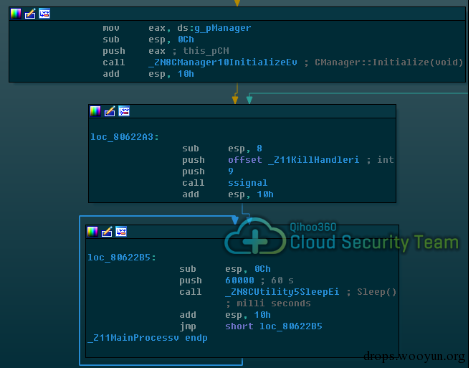 mov eax, ds:g_pManager
sub esp, 0Ch
push eax ; this_pCM
call _ZN8CManager10InitializeEv ; CManager::Initialize(void)
add esp, 10h
loc_80622A3:
sub esp, 8
push offset _Z11KillHandleri ; int
push 9
call ssignal
add esp, 10h
Qihoo360
Cloud Security Team
loc_80622B5:
sub esp, 0Ch
push 60000 ; 60 s
call _ZN8CUtility5SleepEi ; Sleep()
; milli seconds
add esp, 10h
jmp short loc_80622B5
_Z11MainProcessv endp
drops.wooyun.org